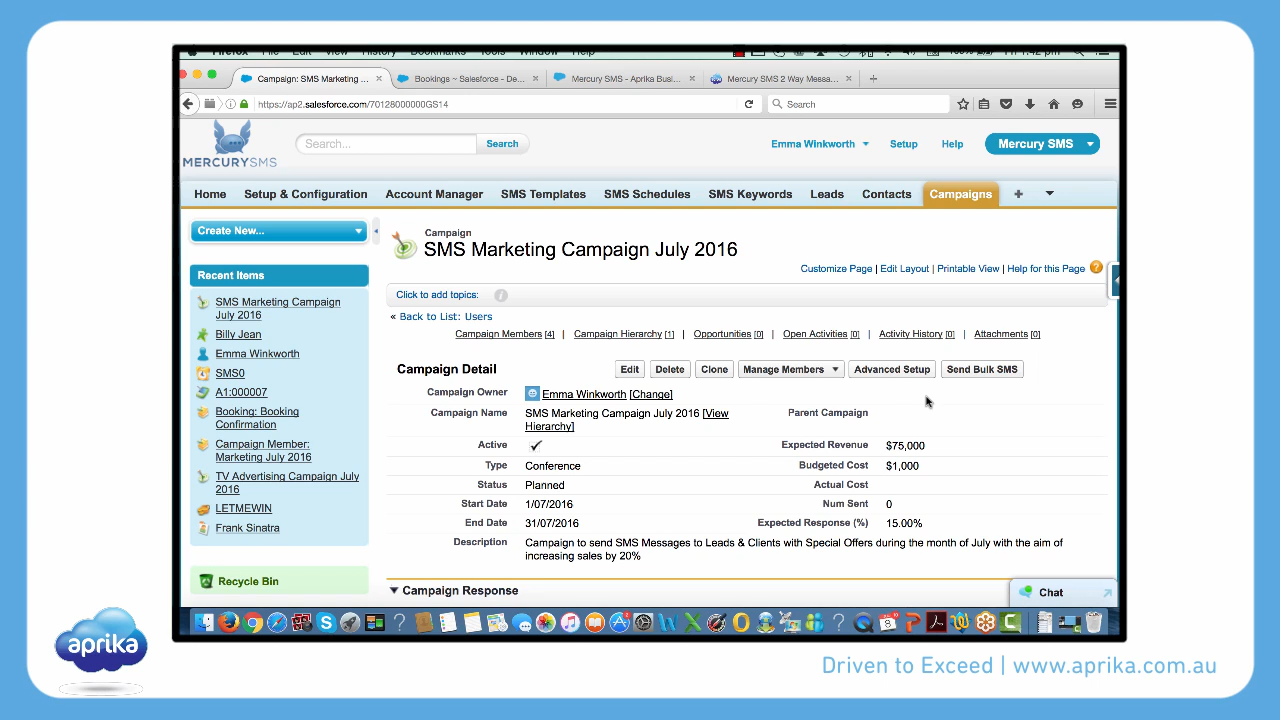 Firefox File Edit View History Bookmarks Tools Window Help
Campaign: SMS Marketing ... × Bookings ~ Salesforce - De... × Mercury SMS - Aprika Busi... × Mercury SMS 2 Way Messa... × +
https://ap2.salesforce.com/70128000000GS14 Search
MERCURYSMS Search... Search Emma Winkworth Setup Help Mercury SMS
Home Setup & Configuration Account Manager SMS Templates SMS Schedules SMS Keywords Leads Contacts Campaigns +
Create New...
Recent Items
SMS Marketing Campaign
July 2016
Billy Jean
Emma Winkworth
SMS0
A1:000007
Booking: Booking
Confirmation
Campaign Member:
Marketing July 2016
TV Advertising Campaign July
2016
LETMEWIN
Frank Sinatra
Recycle Bin
Campaign
SMS Marketing Campaign July 2016
Customize Page | Edit Layout | Printable View | Help for this Page ?
Click to add topics: i
« Back to List: Users
Campaign Members [4] | Campaign Hierarchy [1] | Opportunities [0] | Open Activities [0] | Activity History [0] | Attachments [0]
Campaign Detail Edit Delete Clone Manage Members Advanced Setup Send Bulk SMS
Campaign Owner Emma Winkworth [Change]
Campaign Name SMS Marketing Campaign July 2016 [View
Hierarchy]
Parent Campaign
Active Expected Revenue $75,000
Type Conference Budgeted Cost $1,000
Status Planned Actual Cost
Start Date 1/07/2016 Num Sent 0
End Date 31/07/2016 Expected Response (%) 15.00%
Description Campaign to send SMS Messages to Leads & Clients with Special Offers during the month of July with the aim of
increasing sales by 20%
Campaign Response
Chat
aprika
Driven to Exceed | www.aprika.com.au